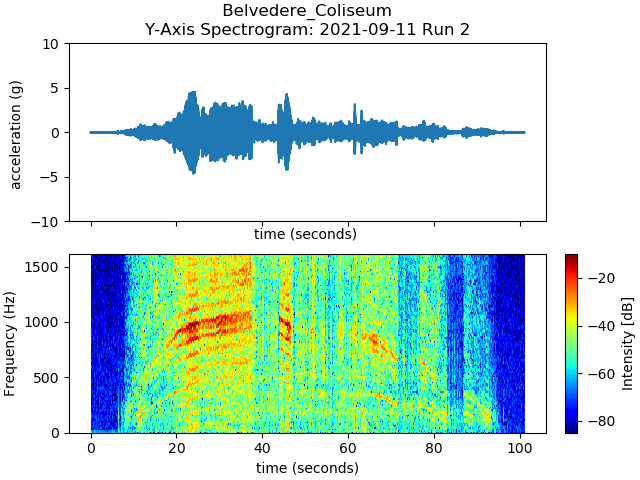 Belvedere_Coliseum
Y-Axis Spectrogram: 2021-09-11 Run 2
10
5
0
−5
−10
acceleration (g)
time (seconds)
1500
1000
500
0
Frequency (Hz)
0 20 40 60 80 100
time (seconds)
−20
−40
−60
−80
Intensity [dB]